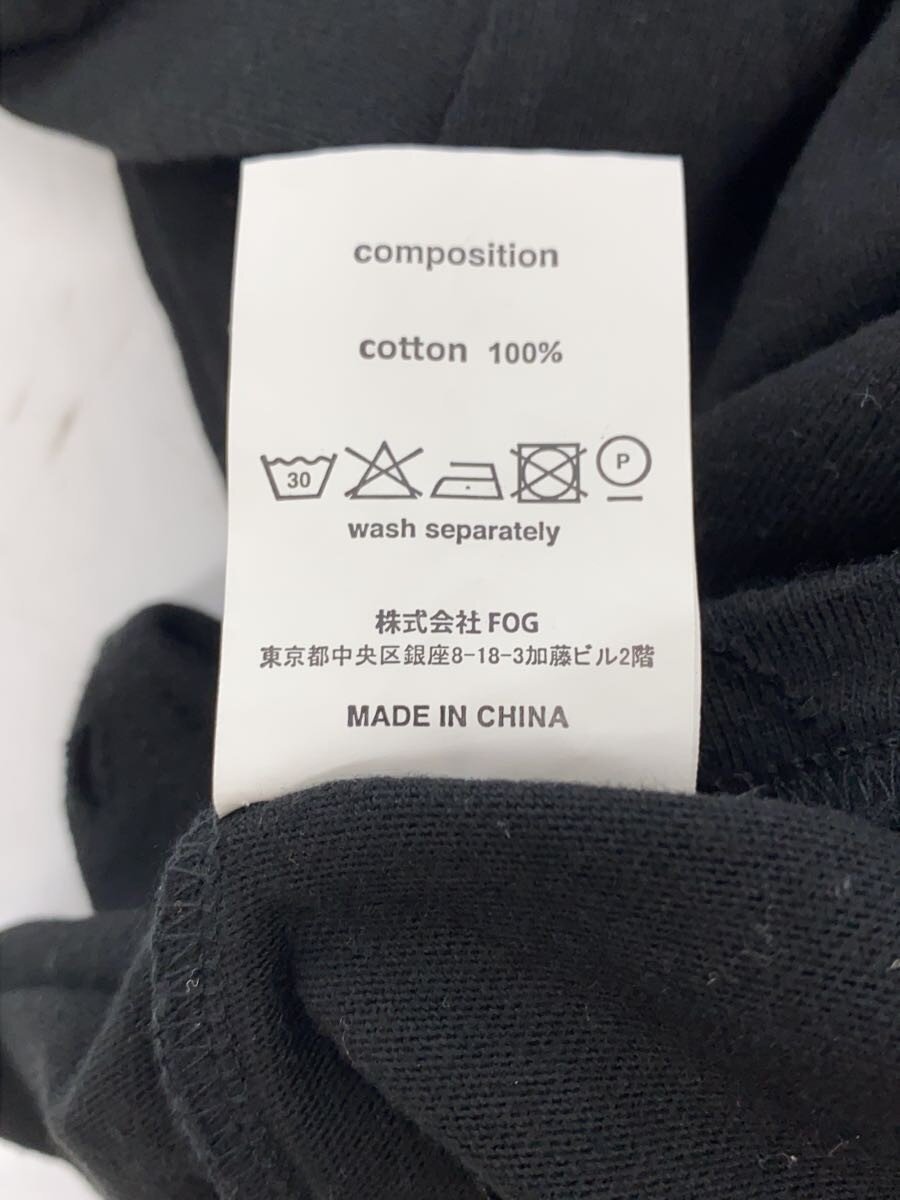 composition
cotton 100%
30 P
wash separately
株式会社 FOG
東京都中央区銀座8-18-3加藤ビル2階
MADE IN CHINA